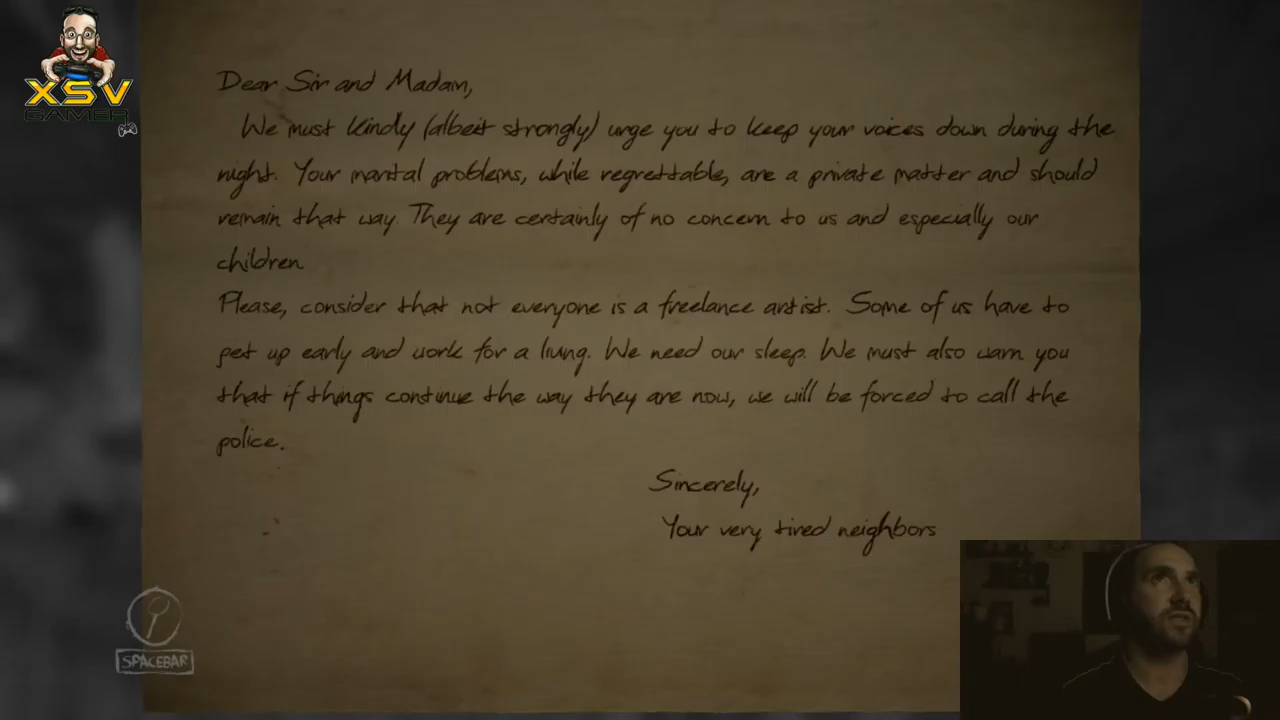 XSV
GAMER
Dear Sir and Madam,
We must kindly (albeit strongly) urge you to keep your voices down during the
night. Your marital problems, while regrettable, are a private matter and should
remain that way. They are certainly of no concern to us and especially our
children.
Please, consider that not everyone is a freelance artist. Some of us have to
get up early and work for a living. We need our sleep. We must also warn you
that if things continue the way they are now, we will be forced to call the
police.
Sincerely,
Your very tired neighbors
SPACEBAR